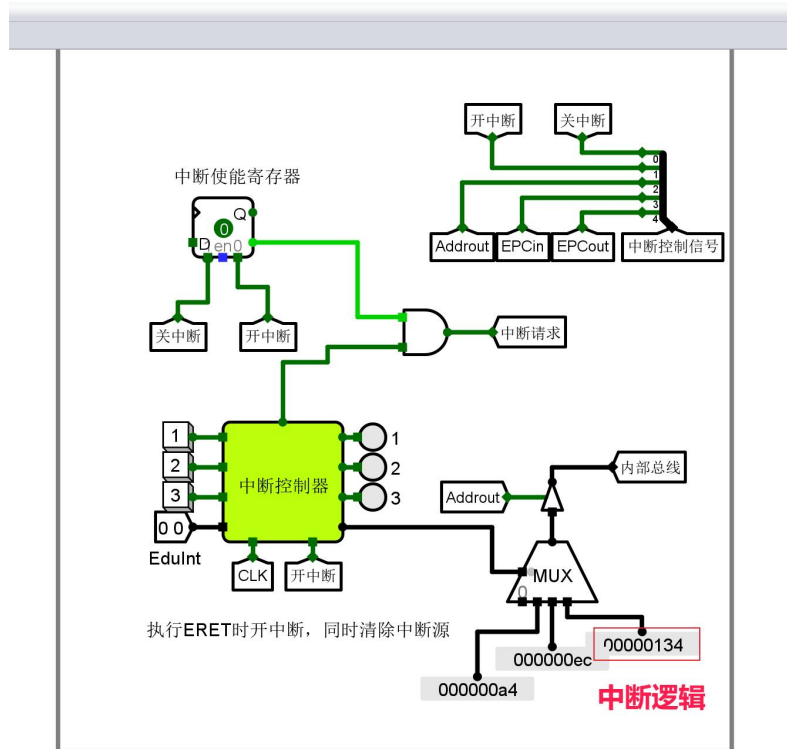 开中断
关中断
0
1
2
3
4
中断使能寄存器
Q
0
D
1 en 0
Addrout
EPCin
EPCout
中断控制信号
关中断
开中断
中断请求
1
2
3
0 0
EduInt
中断控制器
1
2
3
CLK
开中断
内部总线
Addrout
MUX
0
执行ERET时开中断，同时清除中断源
00000134
000000ec
000000a4
中断逻辑